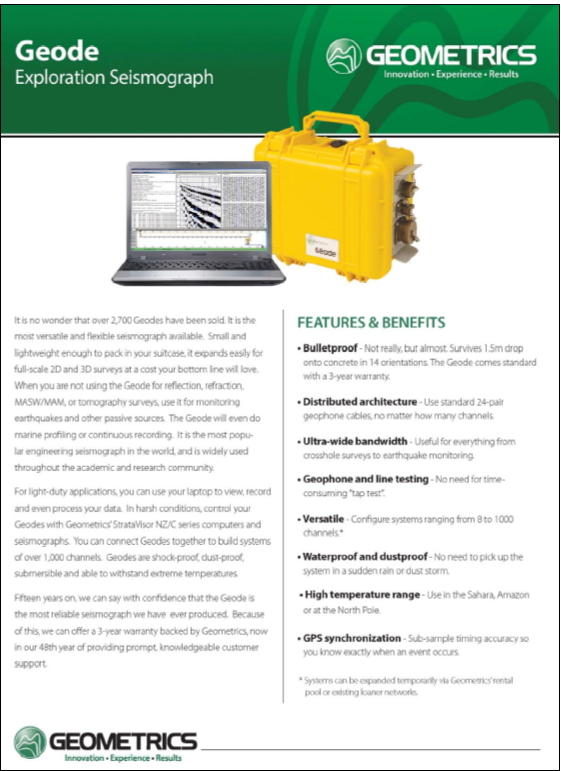 Geode
Exploration Seismograph
GEOMETRICS
Innovation • Experience • Results
GEODE
It is no wonder that over 2,700 Geodes have been sold. It is the
most versatile and flexible seismograph available. Small and
lightweight enough to pack in your suitcase, it expands easily for
full-scale 2D and 3D surveys at a cost your bottom line will love.
When you are not using the Geode for reflection, refraction,
MASW/MAM, or tomography surveys, use it for monitoring
earthquakes and other passive sources. The Geode will even do
marine profiling or continuous recording. It is the most popu-
lar engineering seismograph in the world, and is widely used
throughout the academic and research community.
For light-duty applications, you can use your laptop to view, record
and even process your data. In harsh conditions, control your
Geodes with Geometrics' StrataVisor NZ/C series computers and
seismographs. You can connect Geodes together to build systems
of over 1,000 channels. Geodes are shock-proof, dust-proof,
submersible and able to withstand extreme temperatures.
Fifteen years on, we can say with confidence that the Geode is
the most reliable seismograph we have ever produced. Because
of this, we can offer a 3-year warranty backed by Geometrics, now
in our 48th year of providing prompt, knowledgeable customer
support.
FEATURES & BENEFITS
• Bulletproof - Not really, but almost. Survives 1.5m drop
onto concrete in 14 orientations. The Geode comes standard
with a 3-year warranty.
• Distributed architecture - Use standard 24-pair
geophone cables, no matter how many channels.
• Ultra-wide bandwidth - Useful for everything from
crosshole surveys to earthquake monitoring.
• Geophone and line testing - No need for time-
consuming "tap test".
• Versatile - Configure systems ranging from 8 to 1000
channels.*
• Waterproof and dustproof - No need to pick up the
system in a sudden rain or dust storm.
• High temperature range - Use in the Sahara, Amazon
or at the North Pole.
• GPS synchronization - Sub-sample timing accuracy so
you know exactly when an event occurs.
* Systems can be expanded temporarily via Geometrics' rental
pool or existing loaner networks.
GEOMETRICS
Innovation • Experience • Results